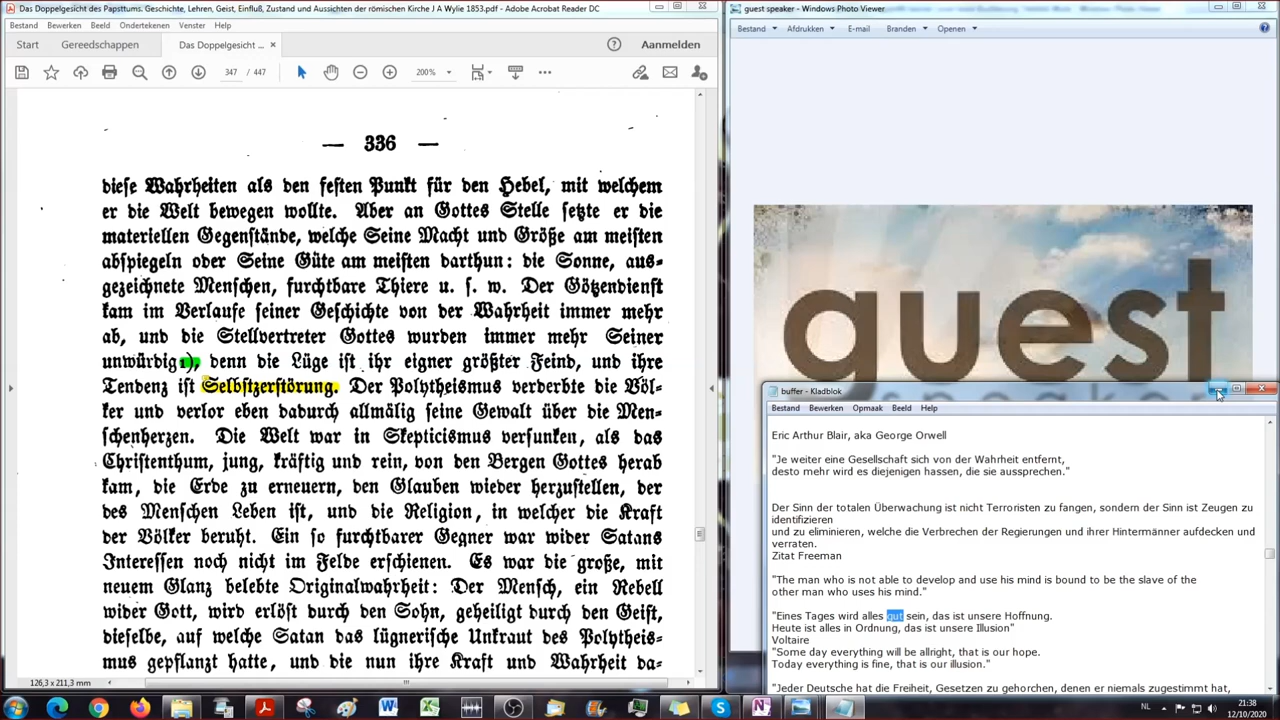 Das Doppelgesicht des Papsttums. Geschichte, Lehren, Geist, Einfluß, Zustand und Aussichten der römischen Kirche J A Wylie 1853.pdf - Adobe Acrobat Reader DC
Bestand Bewerken Beeld Ondertekenen Venster Help
Start Gereedschappen Das Doppelgesicht ... × Anmelden
347 / 447 200%
— 336 —
dieſe Wahrheiten als den feſten Punkt für den Hebel, mit welchem
er die Welt bewegen wollte. Aber an Gottes Stelle ſetzte er die
materiellen Gegenſtände, welche Seine Macht und Größe am meiſten
abſpiegeln oder Seine Güte am meiſten darthun: die Sonne, aus-
gezeichnete Menſchen, furchtbare Thiere u. ſ. w. Der Götzendienſt
kam im Verlaufe ſeiner Geſchichte von der Wahrheit immer mehr
ab, und die Stellvertreter Gottes wurden immer mehr Seiner
unwürdig 1), denn die Lüge iſt ihr eigner größter Feind, und ihre
Tendenz iſt Selbſtzerſtörung. Der Polytheismus verderbte die Völ-
ker und verlor eben dadurch allmälig ſeine Gewalt über die Men-
ſchenherzen. Die Welt war in Skepticismus verſunken, als das
Chriſtenthum, jung, kräftig und rein, von den Bergen Gottes herab
kam, die Erde zu erneuern, den Glauben wieder herzuſtellen, der
des Menſchen Leben iſt, und die Religion, in welcher die Kraft
der Völker beruht. Ein ſo furchtbarer Gegner war wider Satans
Intereſſen noch nicht im Felde erſchienen. Es war die große, mit
neuem Glanz belebte Originalwahrheit: Der Menſch, ein Rebell
wider Gott, wird erlöſt durch den Sohn, geheiligt durch den Geiſt,
dieſelbe, auf welche Satan das lügneriſche Unkraut des Polytheis-
mus gepflanzt hatte, und die nun ihre Kraft und Wahrheit da-
126,3 x 211,3 mm
guest speaker - Windows Photo Viewer
Bestand Afdrukken E-mail Branden Openen
guest
speaker
buffer - Kladblok
Bestand Bewerken Opmaak Beeld Help
Eric Arthur Blair, aka George Orwell
"Je weiter eine Gesellschaft sich von der Wahrheit entfernt,
desto mehr wird es diejenigen hassen, die sie aussprechen."
Der Sinn der totalen Überwachung ist nicht Terroristen zu fangen, sondern der Sinn ist Zeugen zu
identifizieren
und zu eliminieren, welche die Verbrechen der Regierungen und ihrer Hintermänner aufdecken und
verraten.
Zitat Freeman
"The man who is not able to develop and use his mind is bound to be the slave of the
other man who uses his mind."
"Eines Tages wird alles gut sein, das ist unsere Hoffnung.
Heute ist alles in Ordnung, das ist unsere Illusion"
Voltaire
"Some day everything will be allright, that is our hope.
Today everything is fine, that is our illusion."
"Jeder Deutsche hat die Freiheit, Gesetzen zu gehorchen, denen er niemals zugestimmt hat,
NL 21:38
12/10/2020